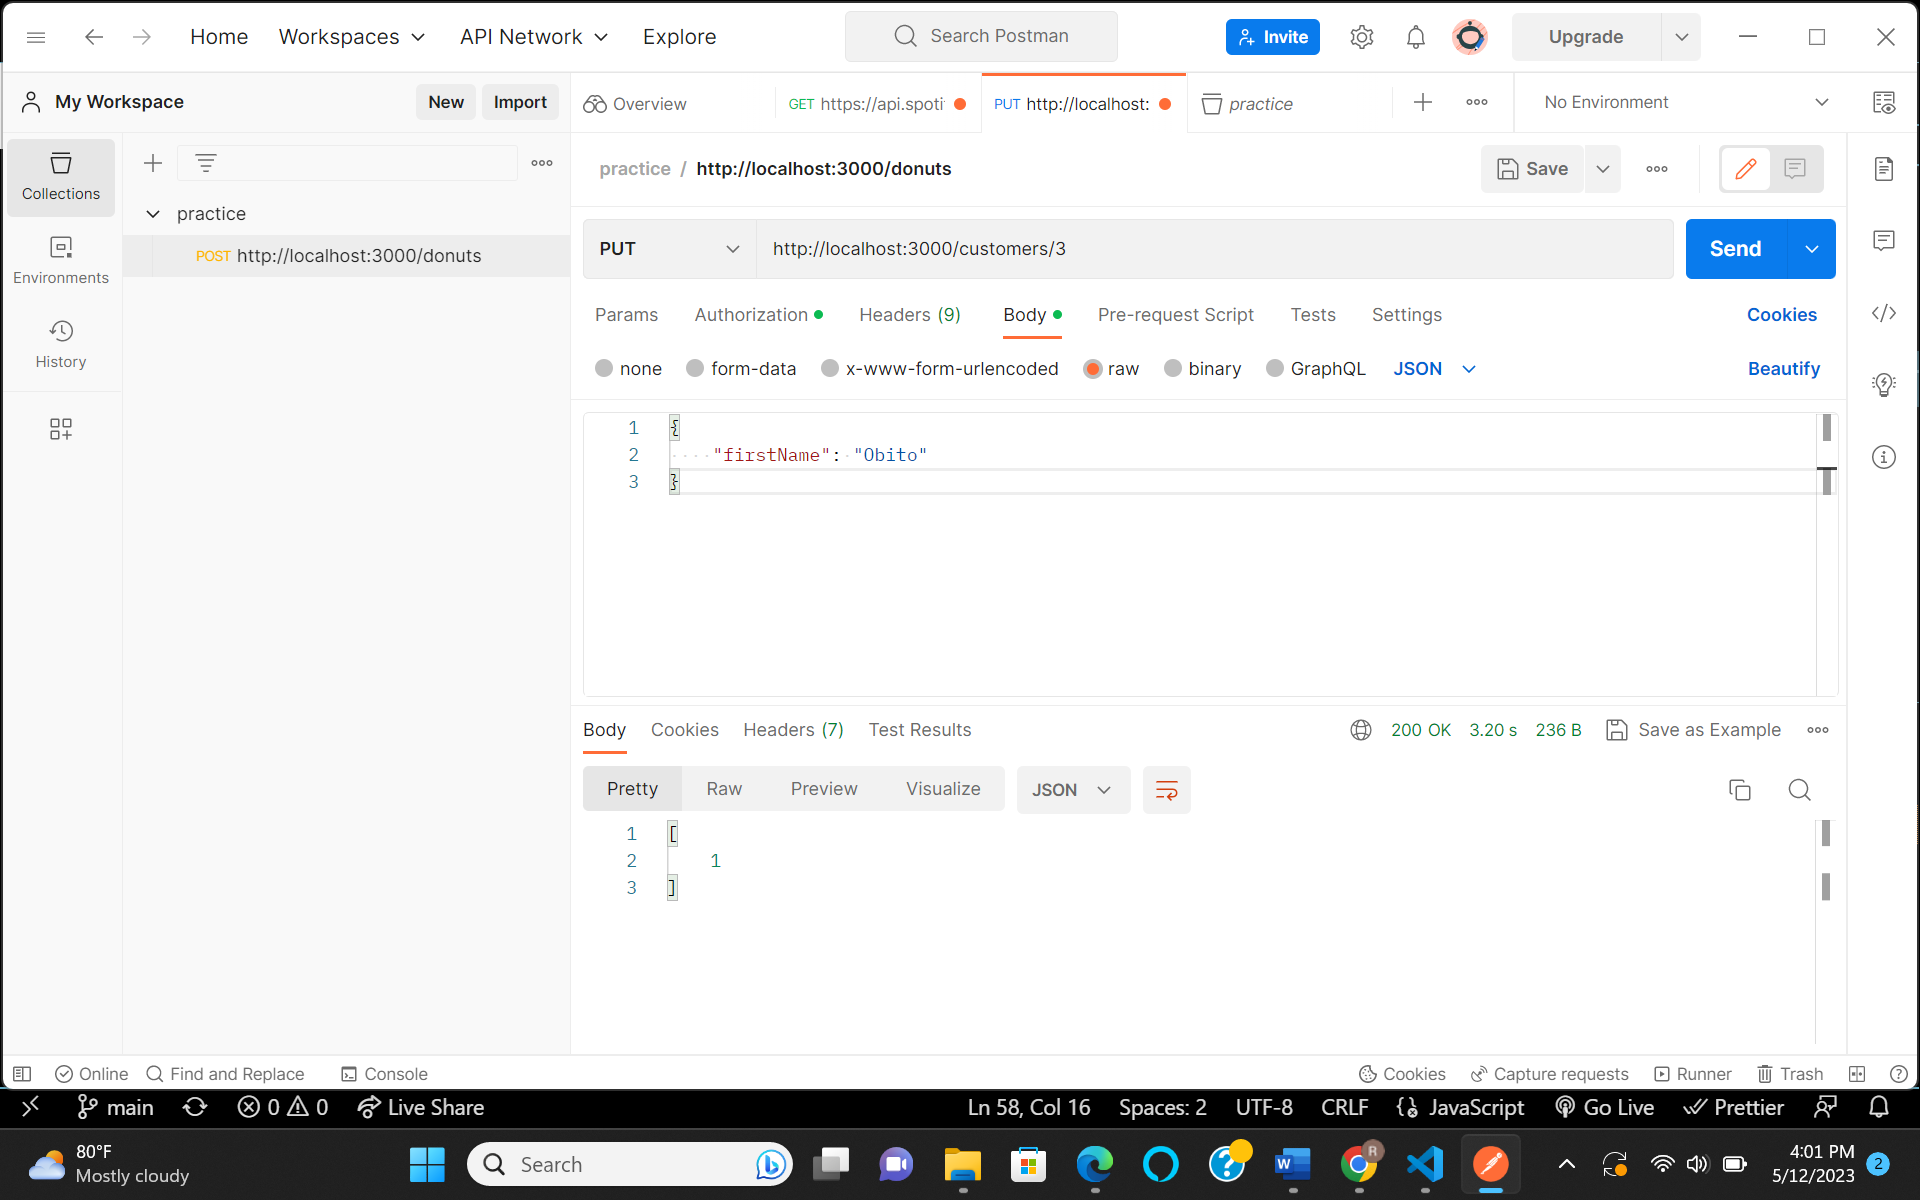 Home Workspaces API Network Explore Search Postman Invite Upgrade
My Workspace New Import Overview GET https://api.spoti PUT http://localhost: practice No Environment
Collections
Environments
History
practice
POST http://localhost:3000/donuts
practice / http://localhost:3000/donuts Save
PUT http://localhost:3000/customers/3 Send
Params Authorization Headers (9) Body Pre-request Script Tests Settings Cookies
none form-data x-www-form-urlencoded raw binary GraphQL JSON Beautify
1 {
2 "firstName": "Obito"
3 }
Body Cookies Headers (7) Test Results 200 OK 3.20 s 236 B Save as Example
Pretty Raw Preview Visualize JSON
1 [
2 1
3 ]
Online Find and Replace Console Cookies Capture requests Runner Trash
main 0 0 Live Share Ln 58, Col 16 Spaces: 2 UTF-8 CRLF JavaScript Go Live Prettier
80°F
Mostly cloudy
Search
R
4:01 PM
5/12/2023
2